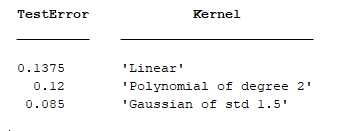 TestError Kernel
0.1375 'Linear'
0.12 'Polynomial of degree 2'
0.085 'Gaussian of std 1.5'